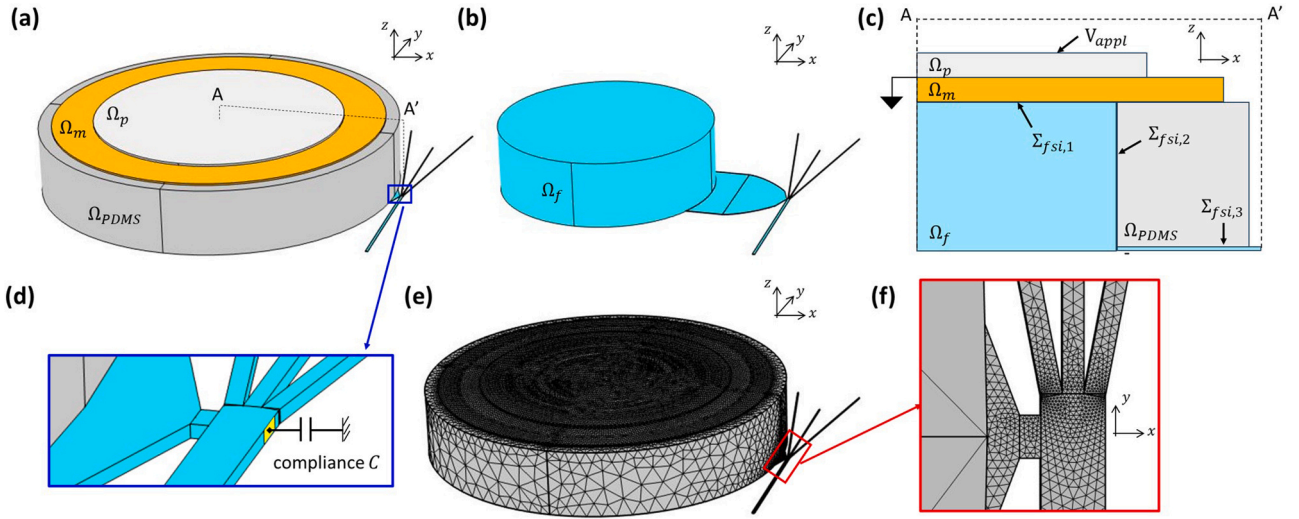 (a)
z
y
x
A
A'
Ω_p
Ω_m
Ω_PDMS
(b)
z
y
x
Ω_f
(c)
A
A'
V_appl
z
x
Ω_p
Ω_m
Σ_fsi,1
Σ_fsi,2
Σ_fsi,3
Ω_f
Ω_PDMS
(d)
compliance C
(e)
z
y
x
(f)
y
x